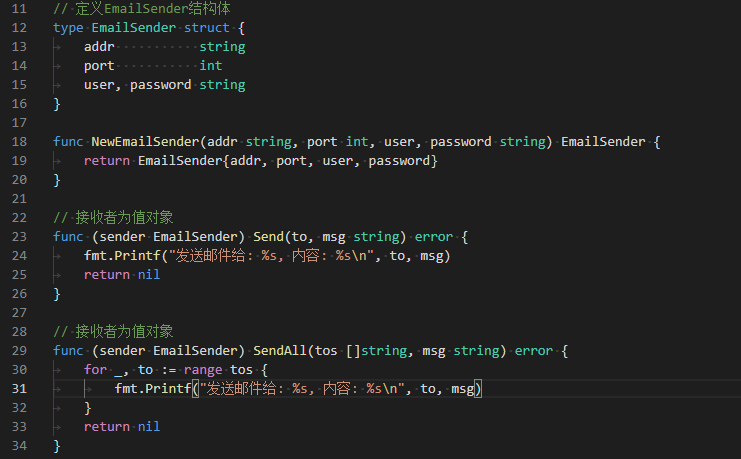 11 // 定义EmailSender结构体
12 type EmailSender struct {
13 addr string
14 port int
15 user, password string
16 }
17
18 func NewEmailSender(addr string, port int, user, password string) EmailSender {
19 return EmailSender{addr, port, user, password}
20 }
21
22 // 接收者为值对象
23 func (sender EmailSender) Send(to, msg string) error {
24 fmt.Printf("发送邮件给: %s, 内容: %s\n", to, msg)
25 return nil
26 }
27
28 // 接收者为值对象
29 func (sender EmailSender) SendAll(tos []string, msg string) error {
30 for _, to := range tos {
31 fmt.Printf("发送邮件给: %s, 内容: %s\n", to, msg)
32 }
33 return nil
34 }